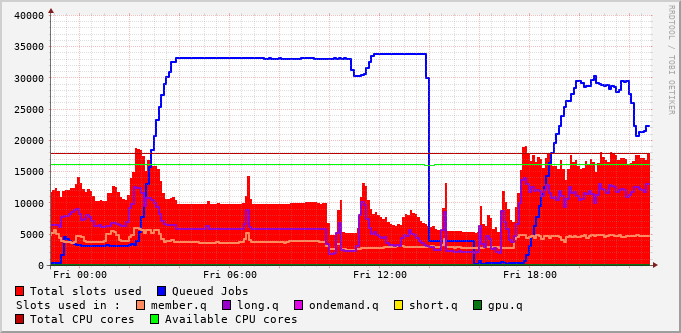 40000
35000
30000
25000
20000
15000
10000
5000
0
Fri 00:00 Fri 06:00 Fri 12:00 Fri 18:00
RRDTOOL / TOBI OETIKER
Total slots used Queued Jobs
Slots used in : member.q long.q ondemand.q short.q gpu.q
Total CPU cores Available CPU cores